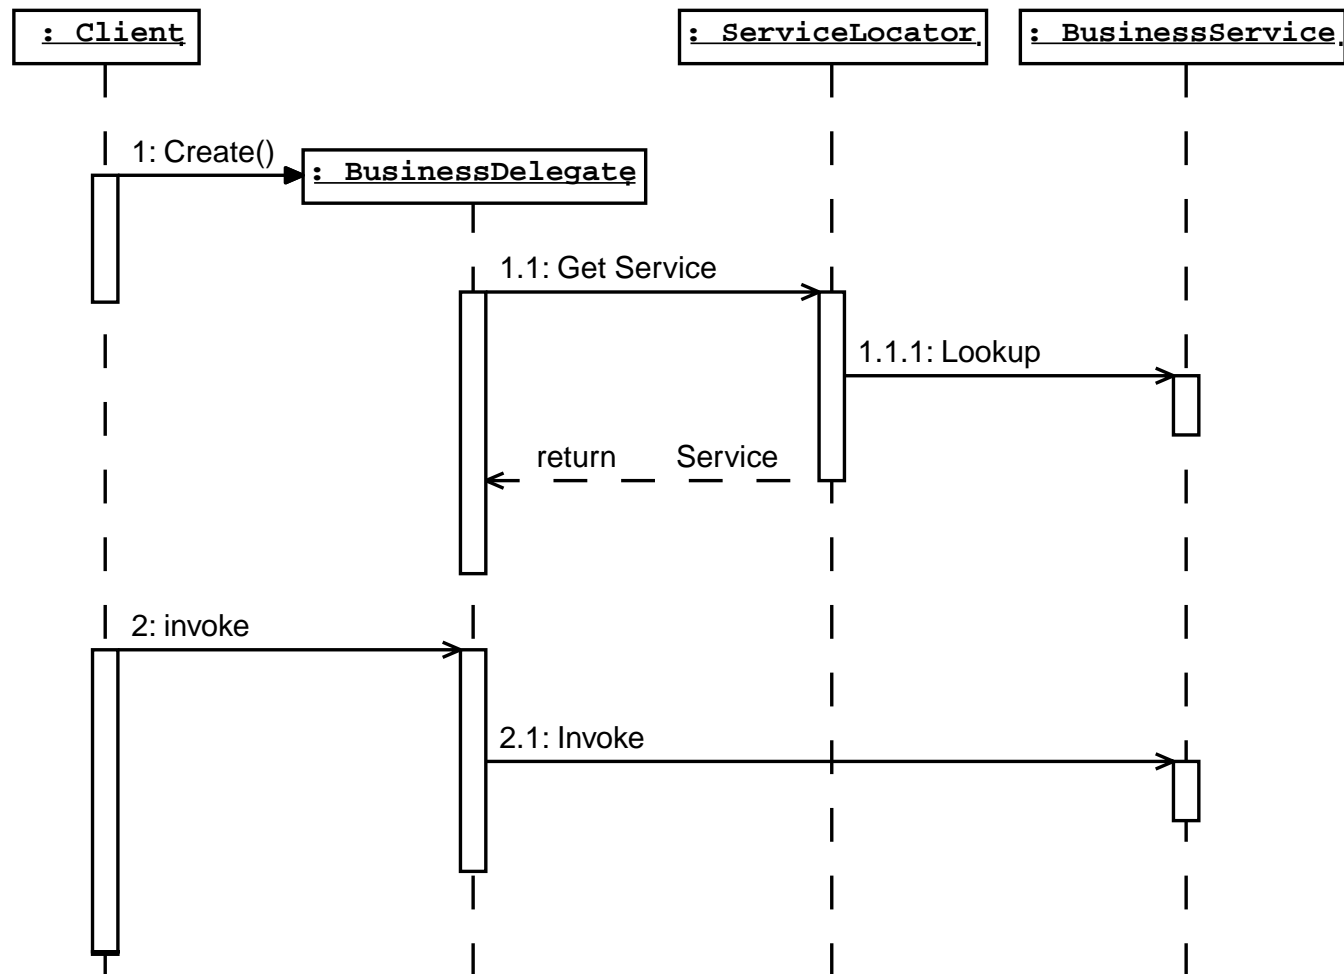 : Client
: ServiceLocator
: BusinessService
1: Create()
: BusinessDelegate
1.1: Get Service
1.1.1: Lookup
return Service
2: invoke
2.1: Invoke